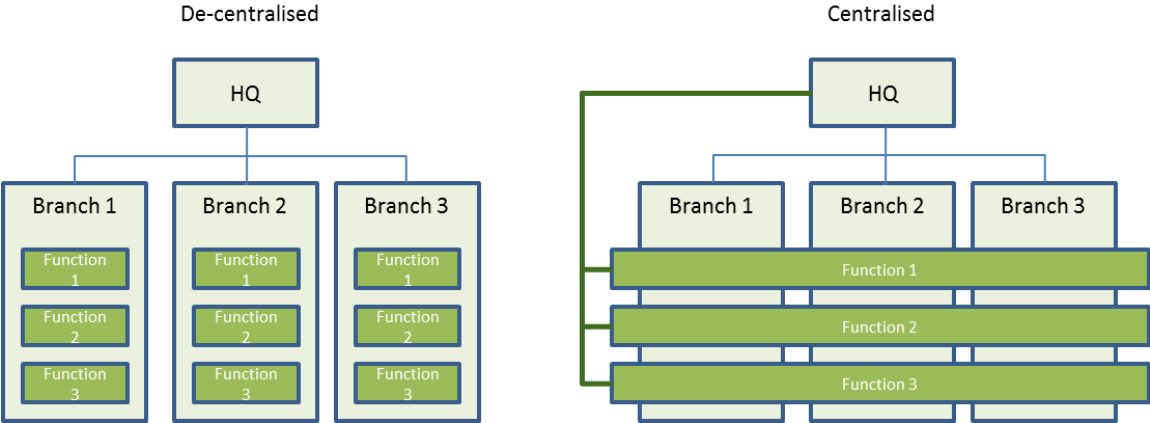 De-centralised
Centralised
HQ
HQ
Branch 1
Branch 2
Branch 3
Branch 1
Branch 2
Branch 3
Function
1
Function
1
Function
1
Function 1
Function
2
Function
2
Function
2
Function 2
Function
3
Function
3
Function
3
Function 3